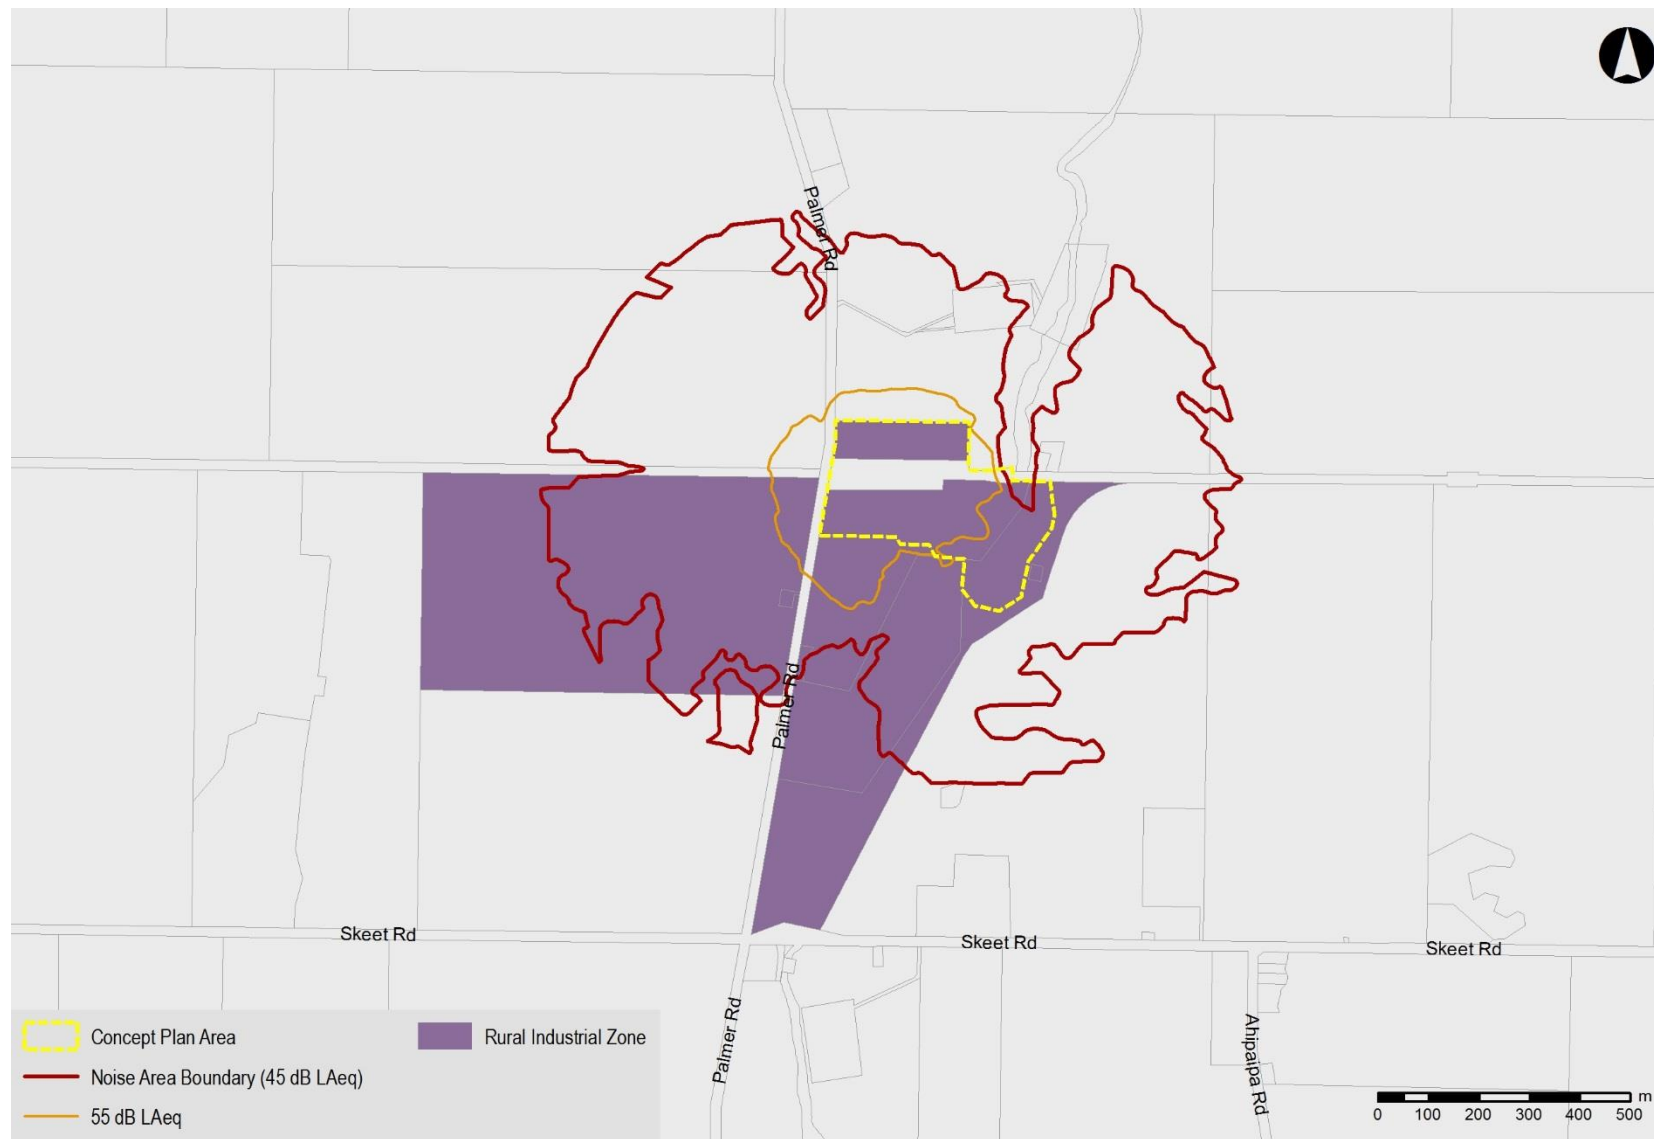 Palmer Rd
Palmer Rd
Skeet Rd
Skeet Rd
Skeet Rd
Palmer Rd
Ahipaipa Rd
Concept Plan Area
Rural Industrial Zone
Noise Area Boundary (45 dB LAeq)
55 dB LAeq
m
0 100 200 300 400 500